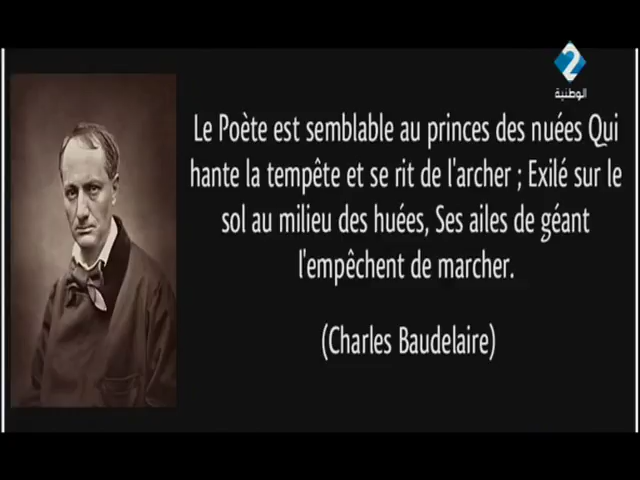 2
الوطنية
Le Poète est semblable au princes des nuées Qui
hante la tempête et se rit de l'archer ; Exilé sur le
sol au milieu des huées, Ses ailes de géant
l'empêchent de marcher.
(Charles Baudelaire)